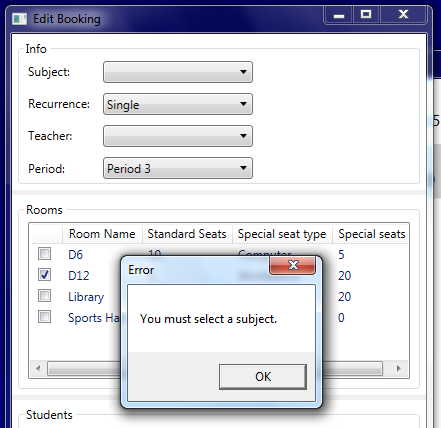 Edit Booking
Info
Subject:
Recurrence: Single
Teacher:
Period: Period 3
Rooms
Room Name Standard Seats Special seat type Special seats
D6 10 Computer 5
D12 20
Library 20
Sports Ha 0
Error
You must select a subject.
OK
Students
5